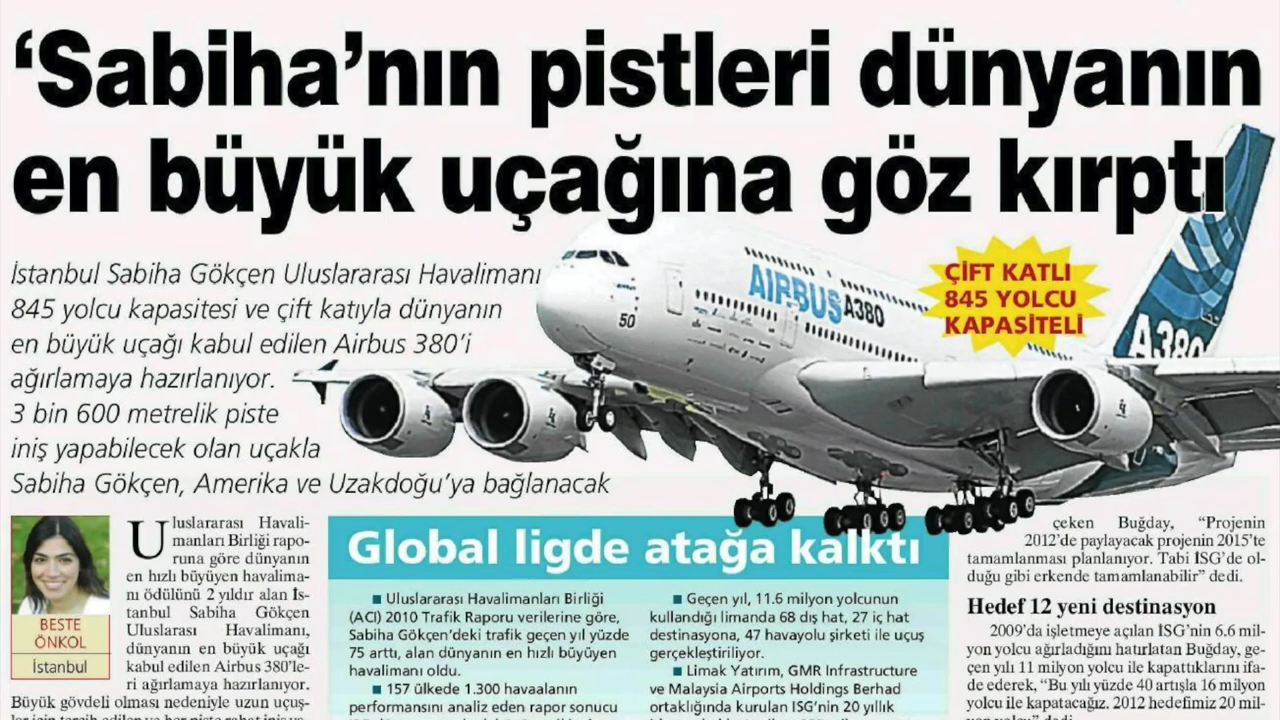 ‘Sabiha’nın pistleri dünyanın
en büyük uçağına göz kırptı
İstanbul Sabiha Gökçen Uluslararası Havalimanı
845 yolcu kapasitesi ve çift katıyla dünyanın
en büyük uçağı kabul edilen Airbus 380’i
ağırlamaya hazırlanıyor.
3 bin 600 metrelik piste
iniş yapabilecek olan uçakla
Sabiha Gökçen, Amerika ve Uzakdoğu’ya bağlanacak
AIRBUS A380
50
ÇİFT KATLI
845 YOLCU
KAPASİTELİ
A380
BESTE
ÖNKOL
İstanbul
Uluslararası Havali-
manları Birliği rapo-
runa göre dünyanın
en hızlı büyüyen havalima-
nı ödülünü 2 yıldır alan İs-
tanbul Sabiha Gökçen
Uluslararası Havalimanı,
dünyanın en büyük uçağı
kabul edilen Airbus 380’le-
ri ağırlamaya hazırlanıyor.
Büyük gövdeli olması nedeniyle uzun uçuş-
Global ligde atağa kalktı
■ Uluslararası Havalimanları Birliği
(ACI) 2010 Trafik Raporu verilerine göre,
Sabiha Gökçen’deki trafik geçen yıl yüzde
75 arttı, alan dünyanın en hızlı büyüyen
havalimanı oldu.
■ 157 ülkede 1.300 havaalanın
performansını analiz eden rapor sonucu
■ Geçen yıl, 11.6 milyon yolcunun
kullandığı limanda 68 dış hat, 27 iç hat
destinasyona, 47 havayolu şirketi ile uçuş
gerçekleştiriliyor.
■ Limak Yatırım, GMR Infrastructure
ve Malaysia Airports Holdings Berhad
ortaklığında kurulan İSG’nin 20 yıllık
çeken Buğday, “Projenin
2012’de paylayacak projenin 2015’te
tamamlanması planlanıyor. Tabi İSG’de ol-
duğu gibi erkende tamamlanabilir” dedi.
Hedef 12 yeni destinasyon
2009’da işletmeye açılan İSG’nin 6.6 mil-
yon yolcu ağırladığını hatırlatan Buğday, ge-
çen yılı 11 milyon yolcu ile kapattıklarını ifa-
de ederek, “Bu yılı yüzde 40 artışla 16 milyon
yolcu ile kapatacağız. 2012 hedefimiz 20 mil-